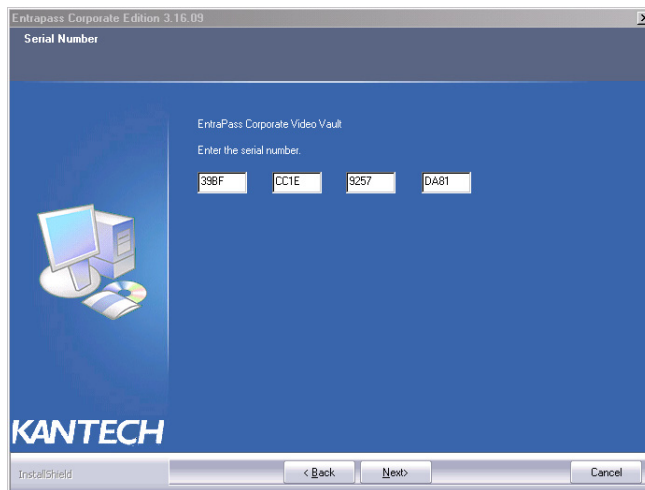 Entrapass Corporate Edition 3.16.09
Serial Number
EntraPass Corporate Video Vault
Enter the serial number.
39BF CC1E 9257 DA81
KANTECH
InstallShield
< Back Next> Cancel